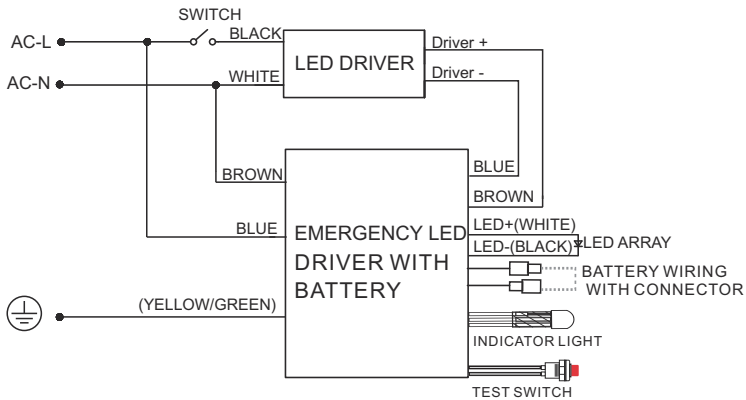 SWITCH
AC-L
BLACK
LED DRIVER
Driver +
AC-N
WHITE
Driver -
BROWN
BLUE
BROWN
BLUE
EMERGENCY LED
DRIVER WITH
BATTERY
LED+(WHITE)
LED-(BLACK)
LED ARRAY
BATTERY WIRING
WITH CONNECTOR
(YELLOW/GREEN)
INDICATOR LIGHT
TEST SWITCH